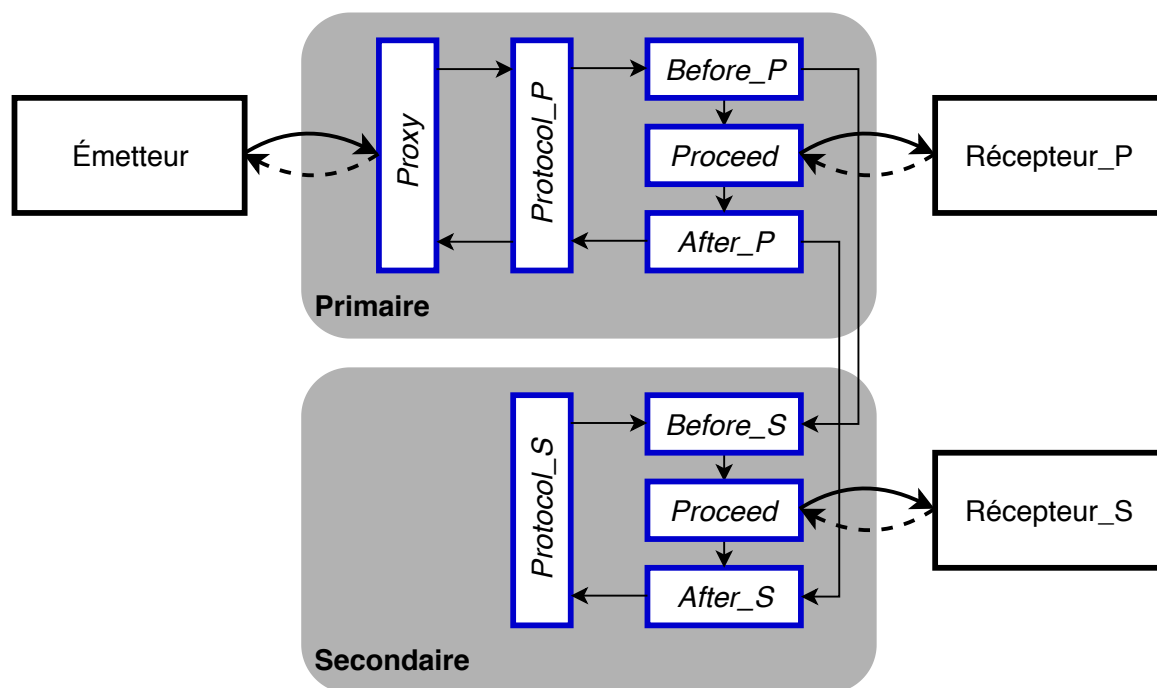 Émetteur
Proxy
Protocol_P
Before_P
Proceed
After_P
Récepteur_P
Primaire
Protocol_S
Before_S
Proceed
After_S
Récepteur_S
Secondaire